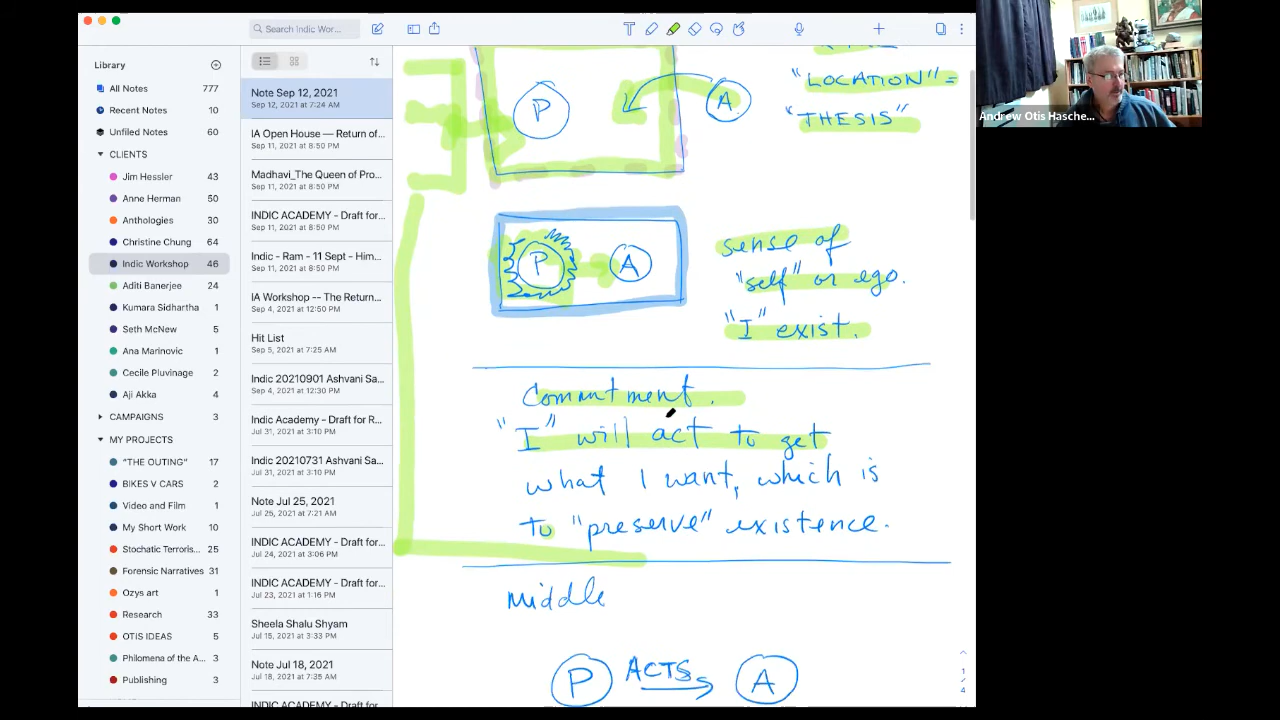 Search Indic Wor...
Library
All Notes 777
Recent Notes 10
Unfiled Notes 60
CLIENTS
Jim Hessler 43
Anne Herman 50
Anthologies 30
Christine Chung 64
Indic Workshop 46
Aditi Banerjee 24
Kumara Sidhartha 1
Seth McNew 5
Ana Marinovic 1
Cecile Pluvinage 2
Aji Akka 4
CAMPAIGNS
MY PROJECTS
"THE OUTING" 17
BIKES V CARS 2
Video and Film 1
My Short Work 10
Stochatic Terroris... 25
Forensic Narratives 31
Ozys art 1
Research 33
OTIS IDEAS 5
Philomena of the A... 3
Publishing 3
Note Sep 12, 2021
Sep 12, 2021 at 7:24 AM
IA Open House — Return of...
Sep 11, 2021 at 8:50 PM
Madhavi_The Queen of Pro...
Sep 11, 2021 at 8:50 PM
INDIC ACADEMY - Draft for...
Sep 11, 2021 at 8:50 PM
Indic - Ram - 11 Sept - Him...
Sep 11, 2021 at 8:50 PM
IA Workshop -- The Return...
Sep 4, 2021 at 12:50 PM
Hit List
Sep 5, 2021 at 7:25 AM
Indic 20210901 Ashvani Sa...
Sep 4, 2021 at 12:30 PM
Indic Academy - Draft for R...
Jul 31, 2021 at 3:10 PM
Indic 20210731 Ashvani Sa...
Jul 31, 2021 at 3:10 PM
Note Jul 25, 2021
Jul 25, 2021 at 7:21 AM
INDIC ACADEMY - Draft for...
Jul 24, 2021 at 3:06 PM
INDIC ACADEMY - Draft for...
Jul 23, 2021 at 1:16 PM
Sheela Shalu Shyam
Jul 15, 2021 at 3:33 PM
Note Jul 18, 2021
Jul 18, 2021 at 7:35 AM
INDIC ACADEMY - Draft for...
P A
"LOCATION" =
"THESIS"
P A
sense of
"self" or ego.
"I" exist.
Commitment.
"I" will act to get
what I want, which is
to "preserve" existence.
middle
P ACTS A
1
/
4
Andrew Otis Hasche...